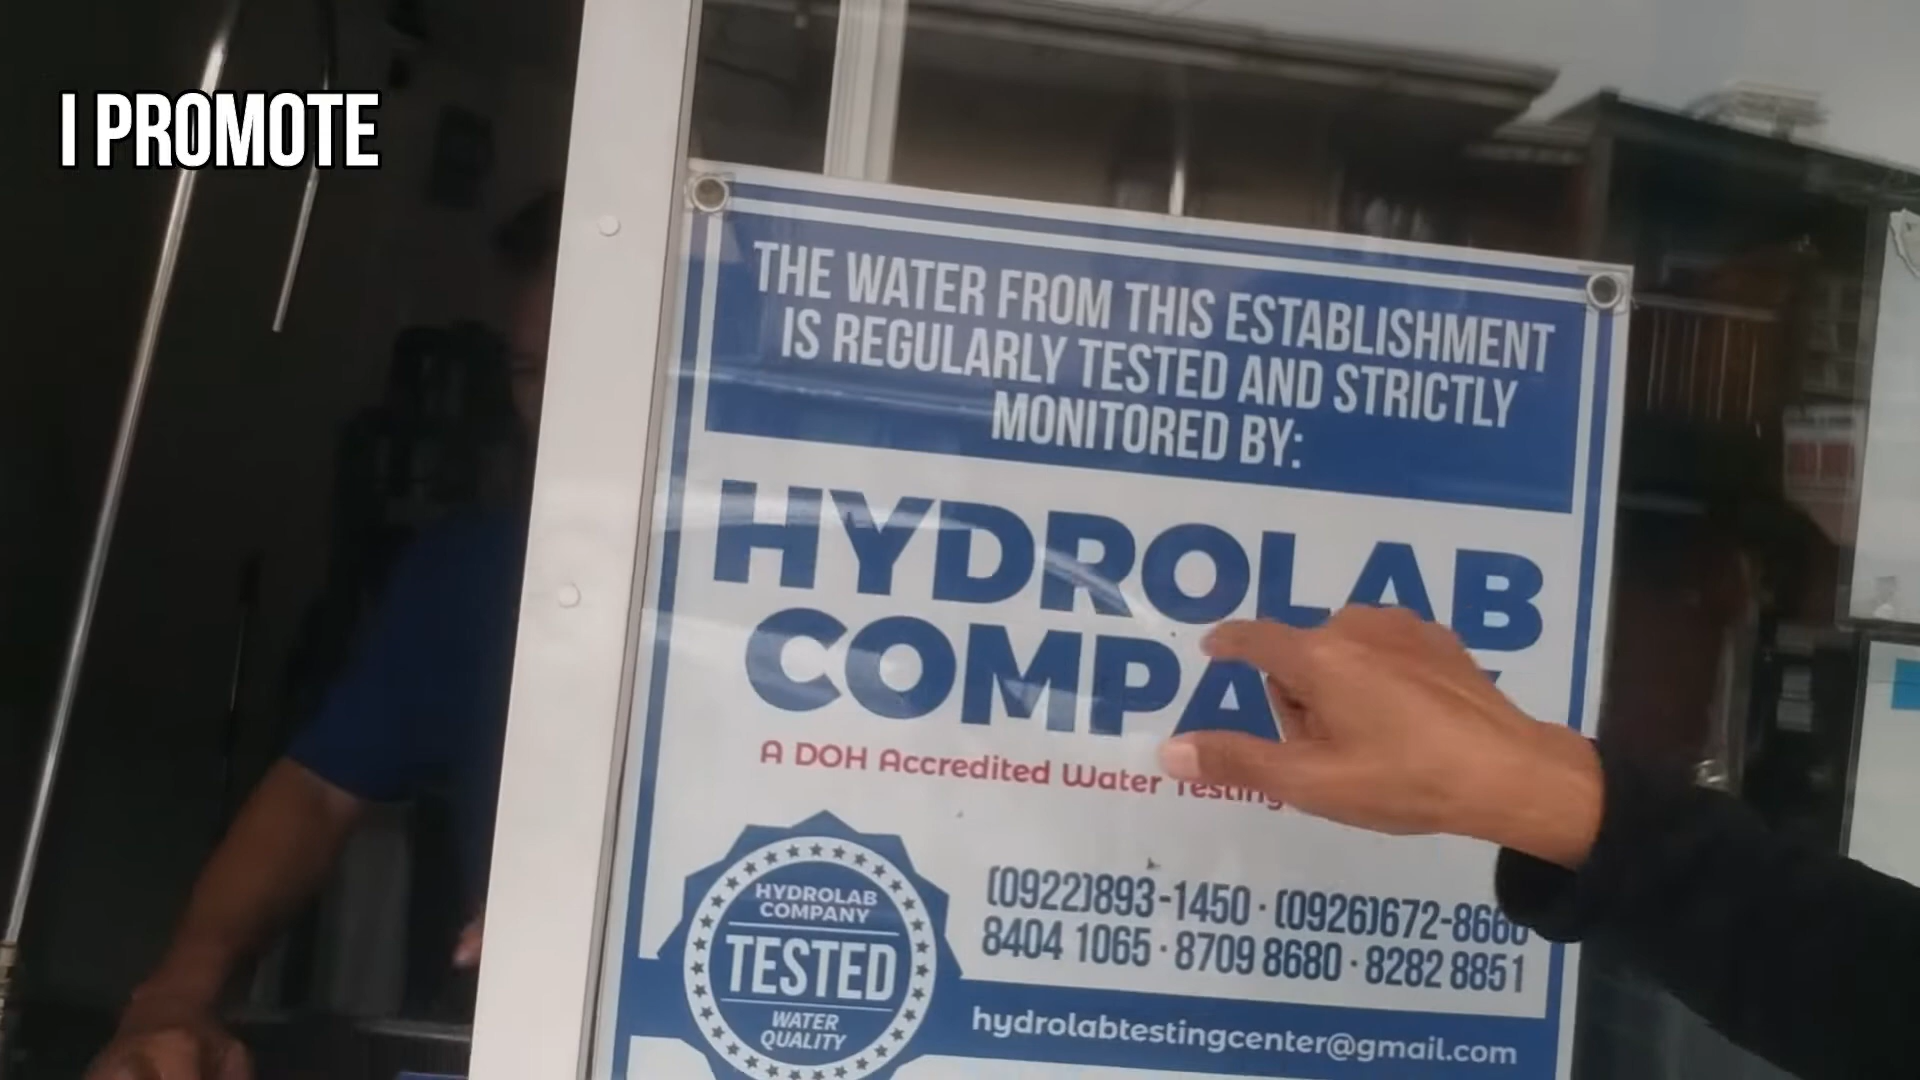 I PROMOTE
THE WATER FROM THIS ESTABLISHMENT
IS REGULARLY TESTED AND STRICTLY
MONITORED BY:
HYDROLAB
COMPA
A DOH Accredited Water Testing
HYDROLAB
COMPANY
TESTED
WATER
QUALITY
(0922)893-1450 · (0926)672-866
8404 1065 · 8709 8680 · 8282 8851
hydrolabtestingcenter@gmail.com